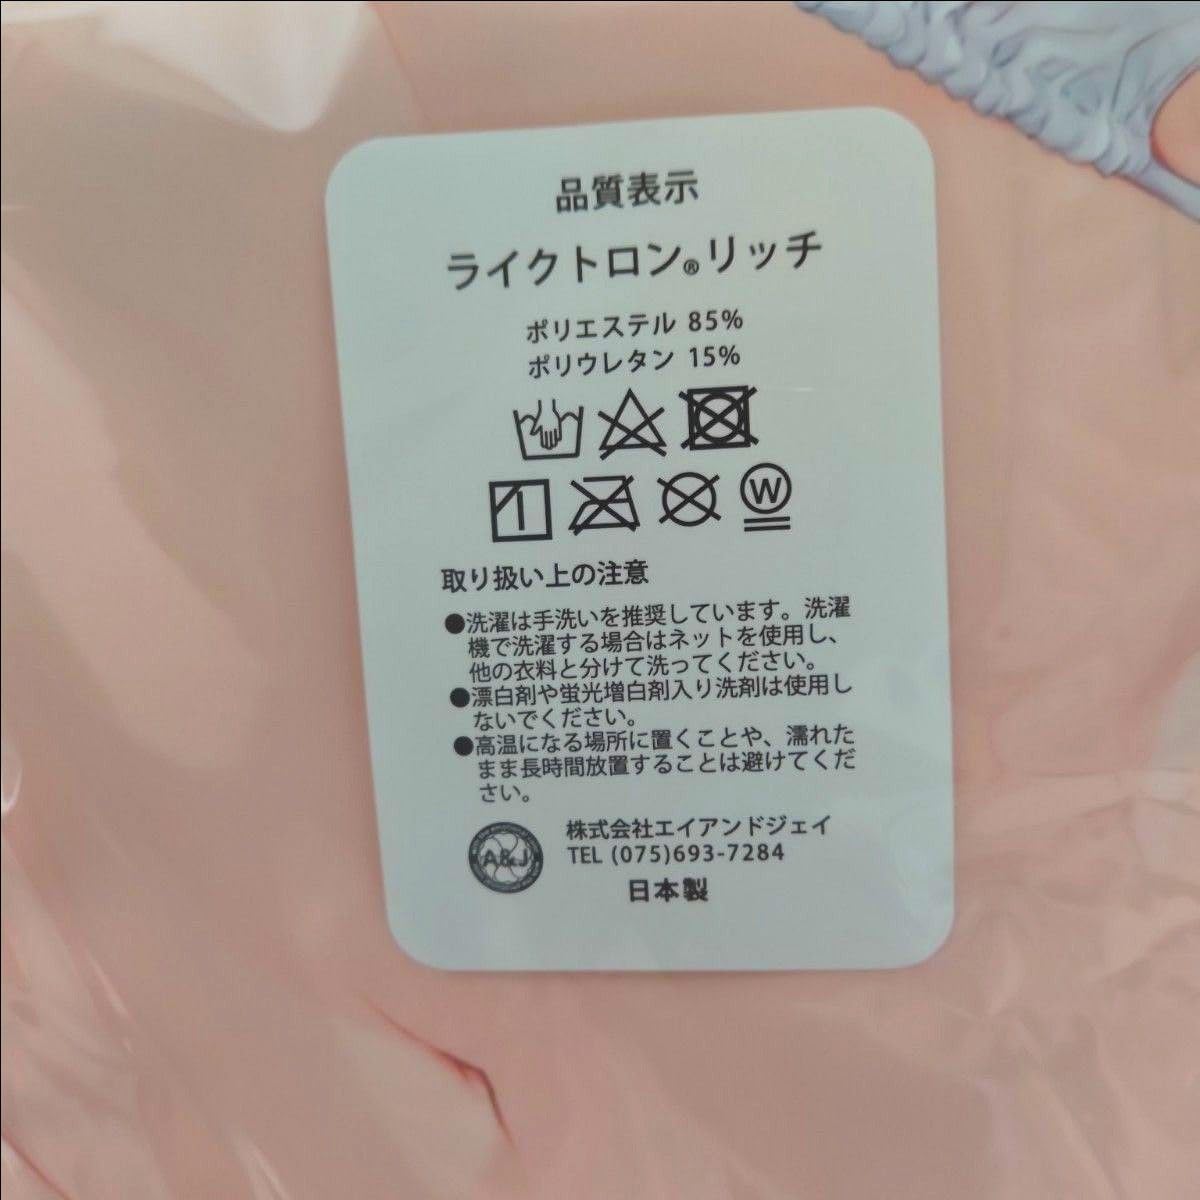 品質表示
ライクトロン®リッチ
ポリエステル 85%
ポリウレタン 15%
W
取り扱い上の注意
●洗濯は手洗いを推奨しています。洗濯
機で洗濯する場合はネットを使用し、
他の衣料と分けて洗ってください。
●漂白剤や蛍光増白剤入り洗剤は使用し
ないでください。
●高温になる場所に置くことや、濡れた
まま長時間放置することは避けてくだ
さい。
A&J
株式会社エイアンドジェイ
TEL (075)693-7284
日本製